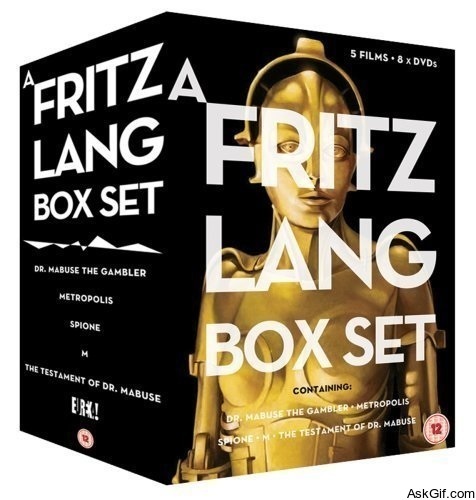 A
FRITZ
LANG
BOX SET
DR. MABUSE THE GAMBLER
METROPOLIS
SPIONE
M
THE TESTAMENT OF DR. MABUSE
EUREKA!
12
5 FILMS • 8 x DVDs
A
FRITZ
LANG
BOX SET
CONTAINING:
DR. MABUSE THE GAMBLER • METROPOLIS
SPIONE • M • THE TESTAMENT OF DR. MABUSE
12
AskGif.com